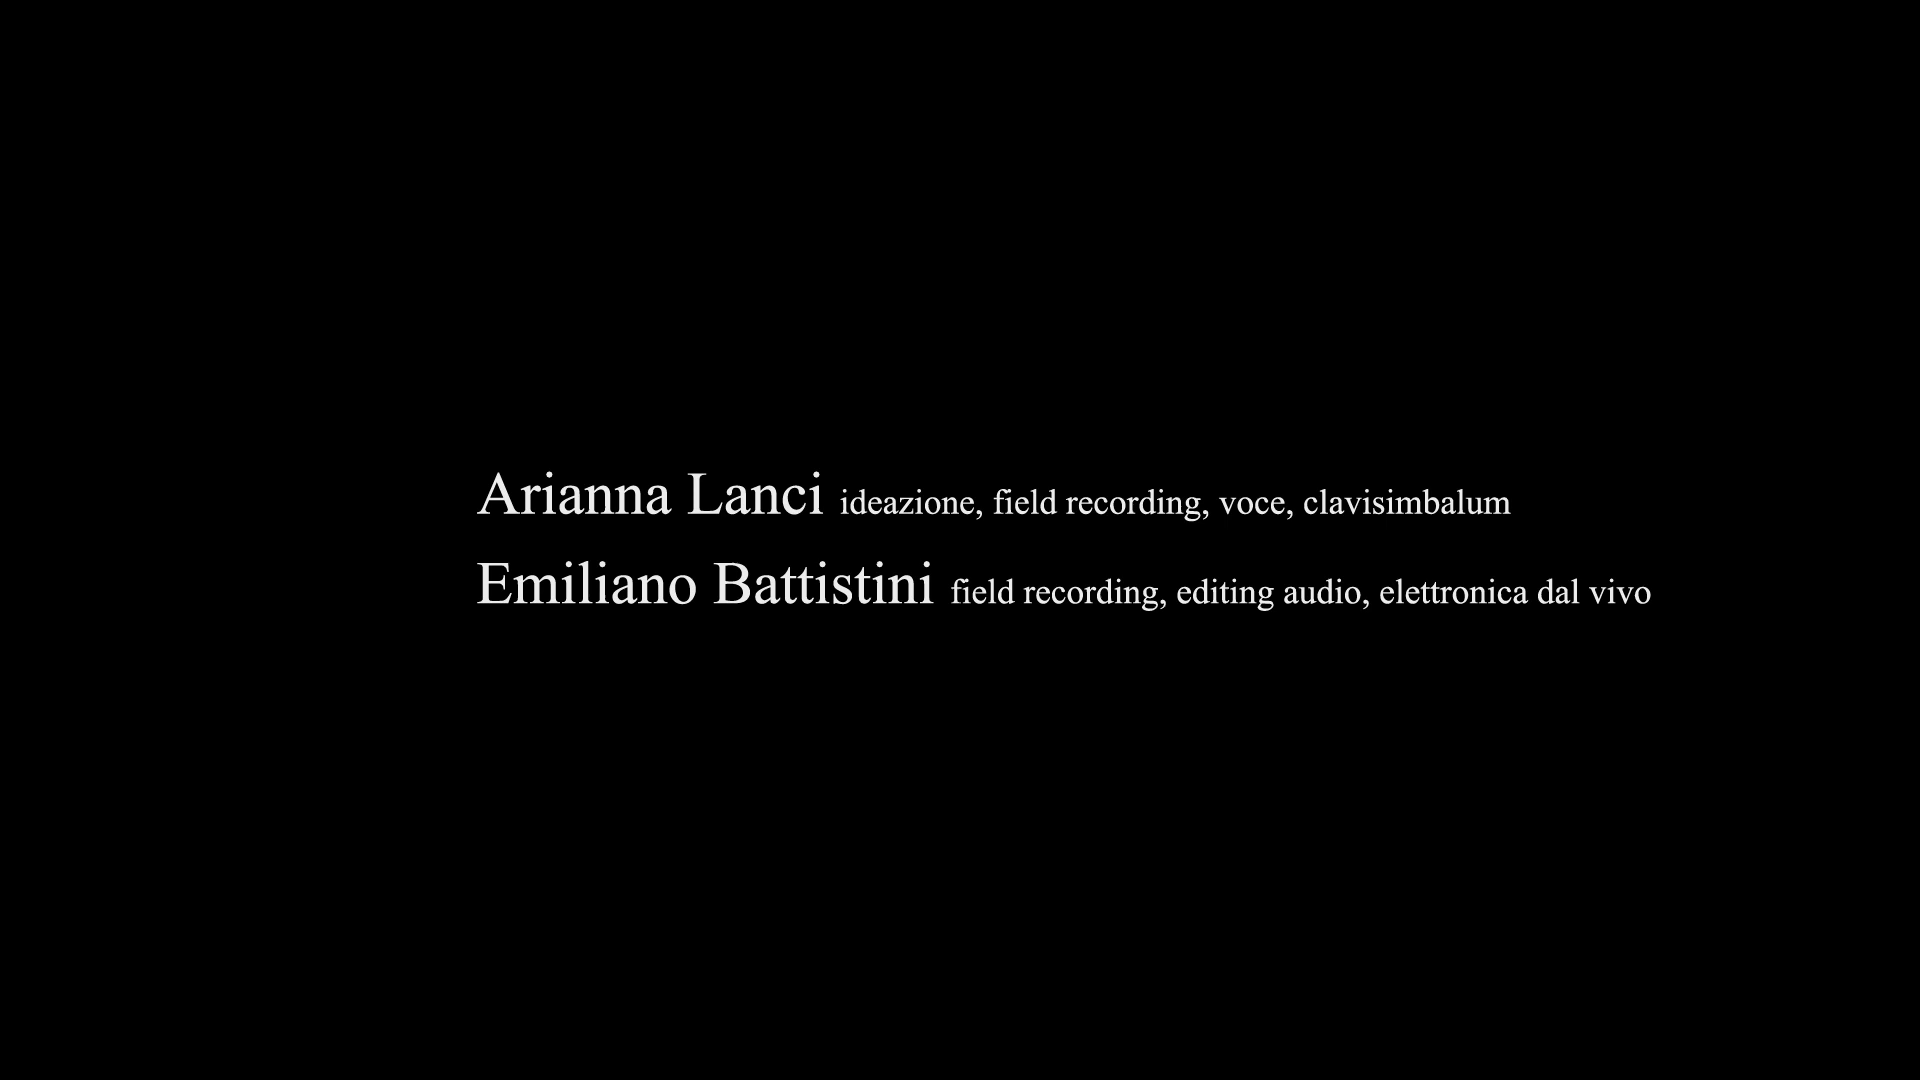 Arianna Lanci ideazione, field recording, voce, clavisimbalum
Emiliano Battistini field recording, editing audio, elettronica dal vivo